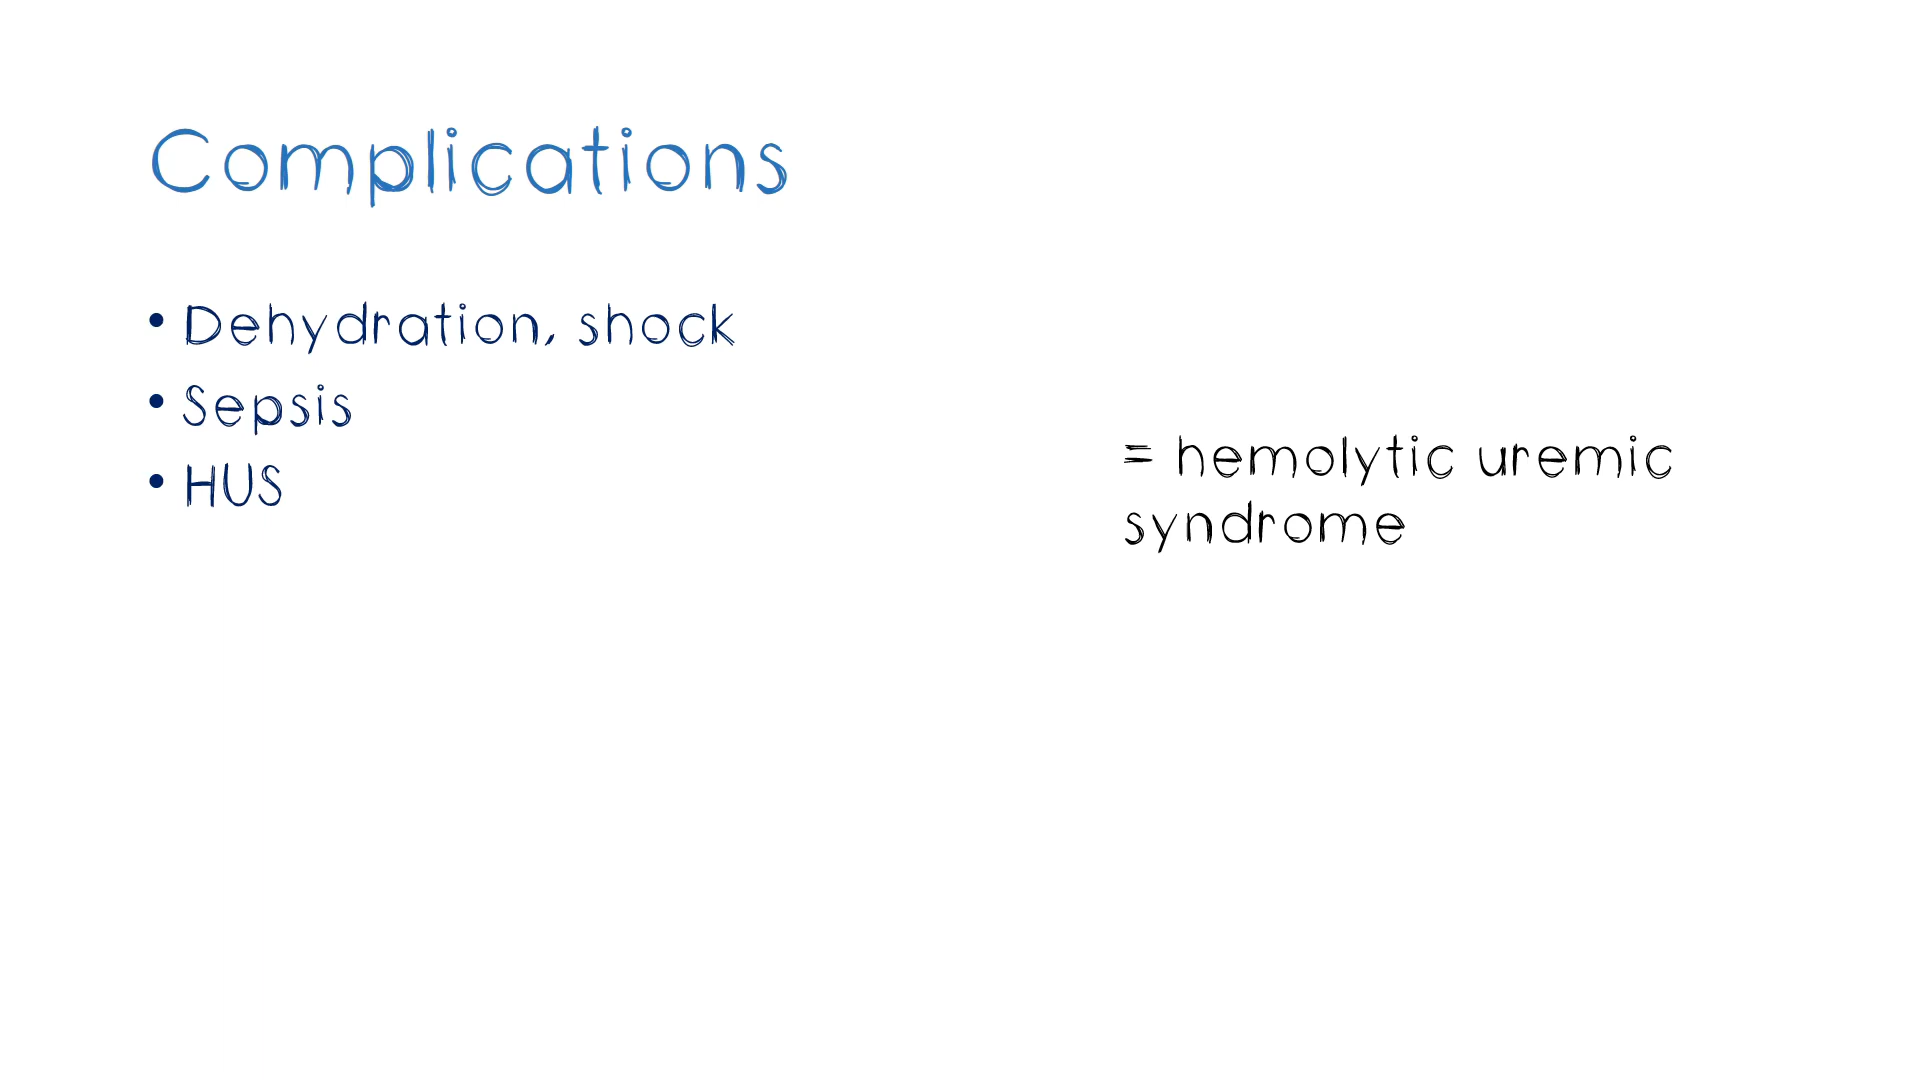 Complications
• Dehydration, shock
• Sepsis
• HUS
= hemolytic uremic
syndrome